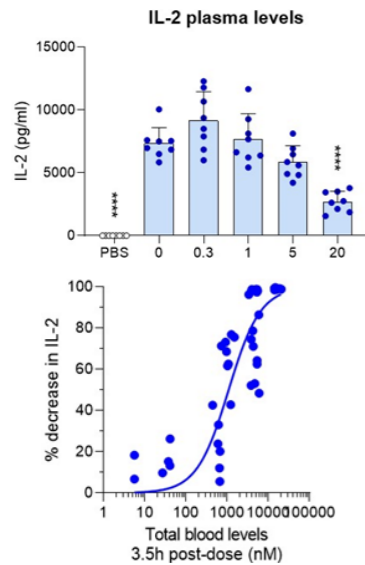 IL-2 plasma levels
15000
10000
5000
0
IL-2 (pg/ml)
****
****
PBS 0 0.3 1 5 20
100
80
60
40
20
0
% decrease in IL-2
1 10 100 1000 10000 100000
Total blood levels
3.5h post-dose (nM)